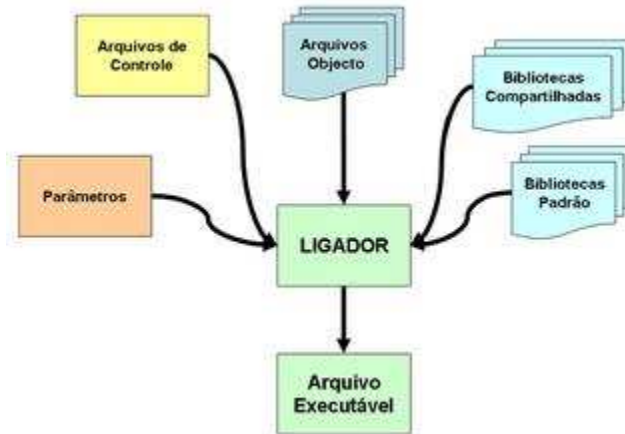 Arquivos de
Controle
Arquivos
Objecto
Bibliotecas
Compartilhadas
Parâmetros
Bibliotecas
Padrão
LIGADOR
Arquivo
Executável